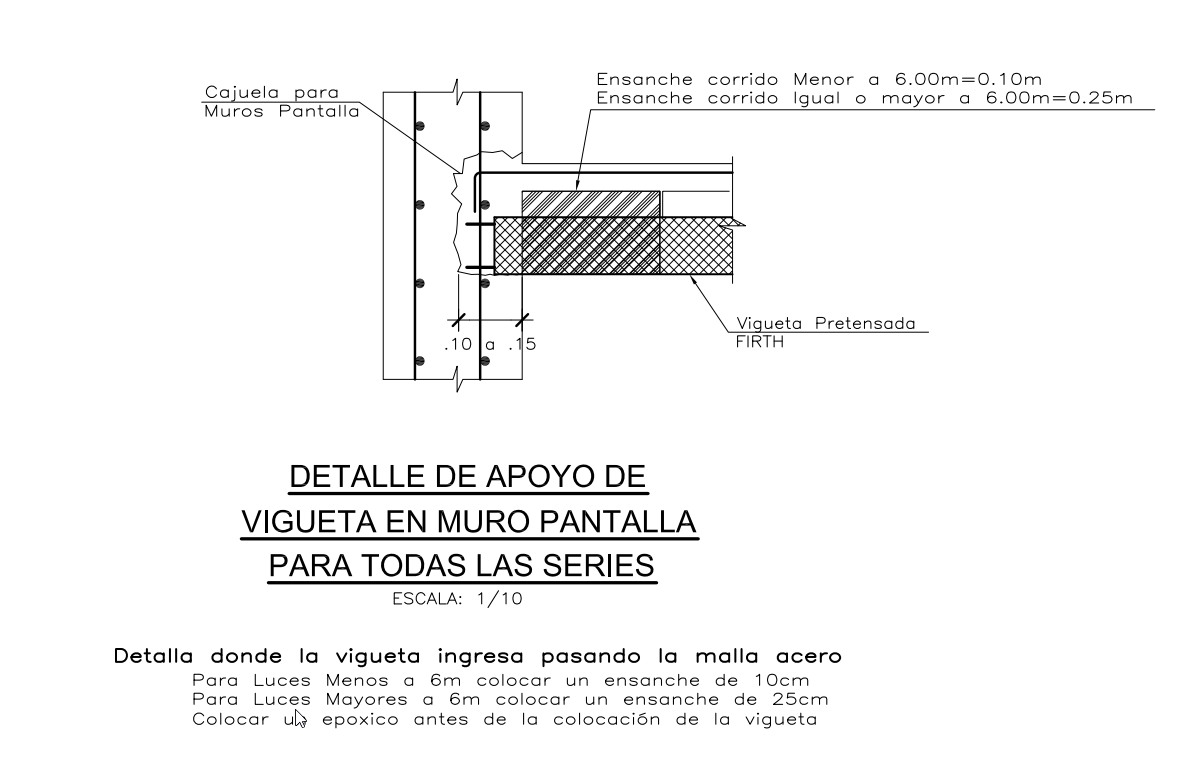 Cajuela para
Muros Pantalla
Ensanche corrido Menor a 6.00m=0.10m
Ensanche corrido Igual o mayor a 6.00m=0.25m
.10 a .15
Vigueta Pretensada
FIRTH
DETALLE DE APOYO DE
VIGUETA EN MURO PANTALLA
PARA TODAS LAS SERIES
ESCALA: 1/10
Detalla donde la vigueta ingresa pasando la malla acero
Para Luces Menos a 6m colocar un ensanche de 10cm
Para Luces Mayores a 6m colocar un ensanche de 25cm
Colocar un epoxico antes de la colocación de la vigueta